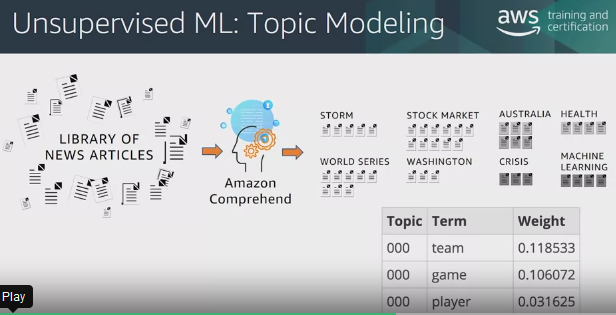 Unsupervised ML: Topic Modeling
aws training and
certification
LIBRARY OF
NEWS ARTICLES
Amazon
Comprehend
STORM
STOCK MARKET
AUSTRALIA
HEALTH
WORLD SERIES
WASHINGTON
CRISIS
MACHINE
LEARNING
Topic Term Weight
000 team 0.118533
000 game 0.106072
000 player 0.031625
Play